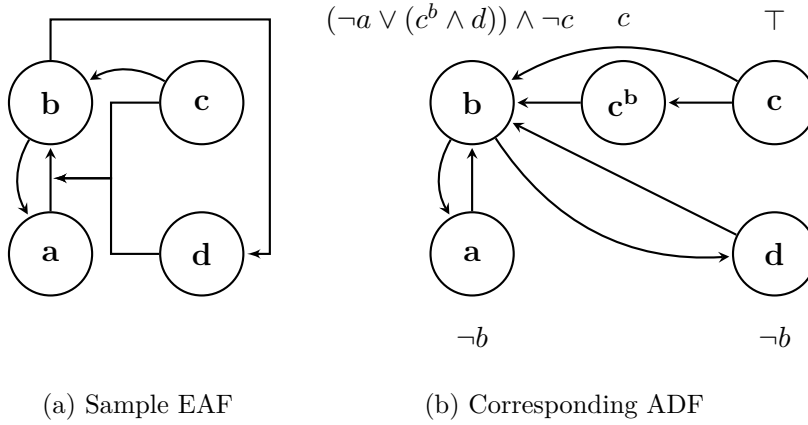 (¬a ∨ (c^b ∧ d)) ∧ ¬c c ⊤
b c b c^b c
a d a d
¬b ¬b
(a) Sample EAF (b) Corresponding ADF